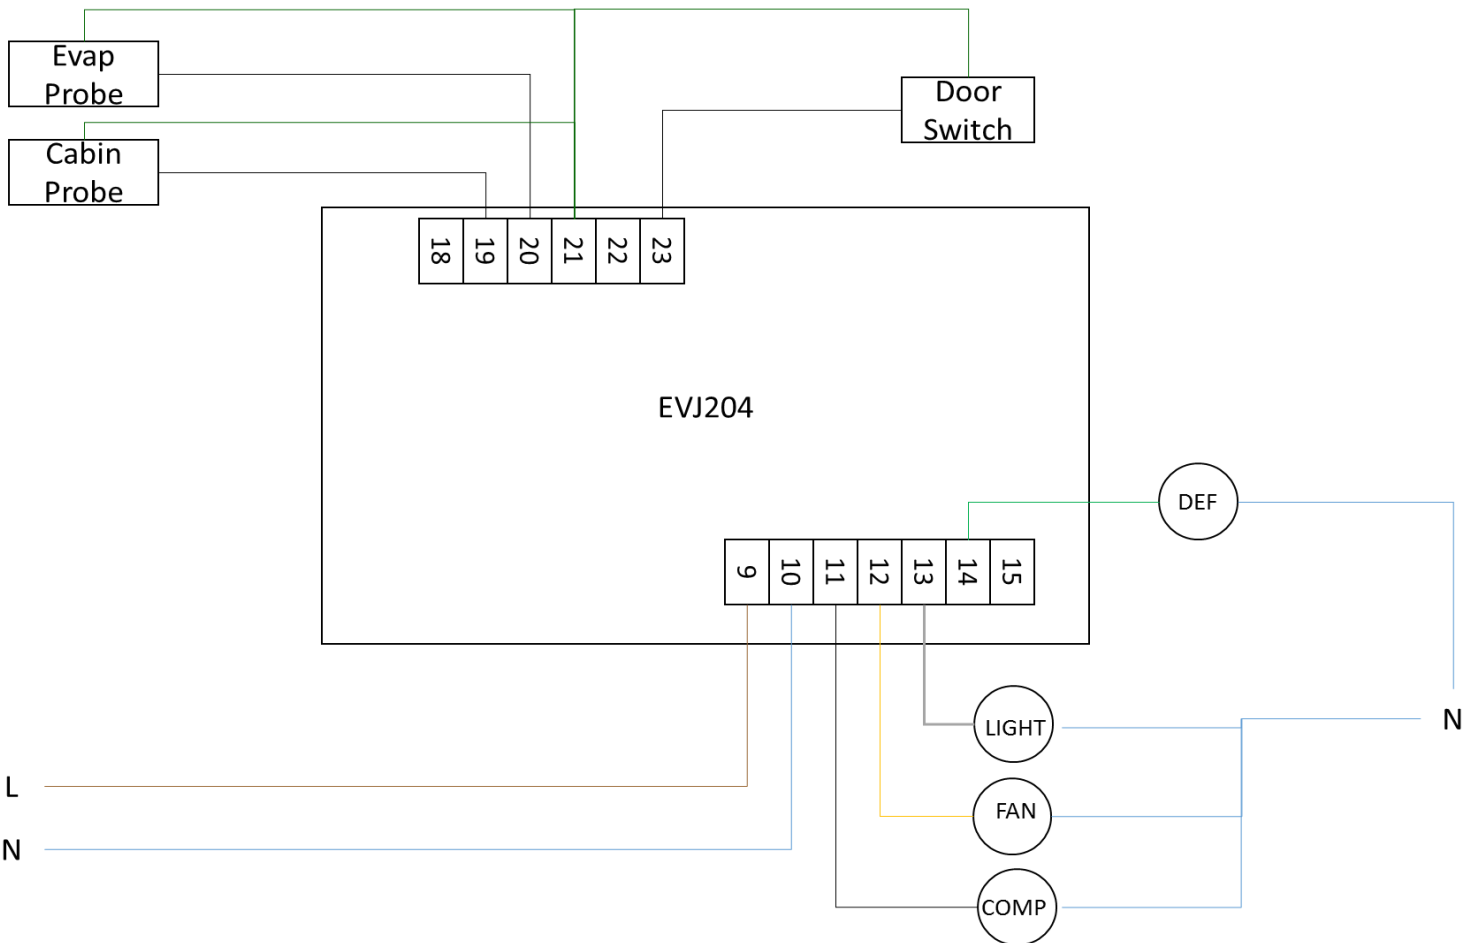 Evap
Probe
Door
Switch
Cabin
Probe
18 19 20 21 22 23
EVJ204
DEF
9 10 11 12 13 14 15
LIGHT
N
L
FAN
N
COMP